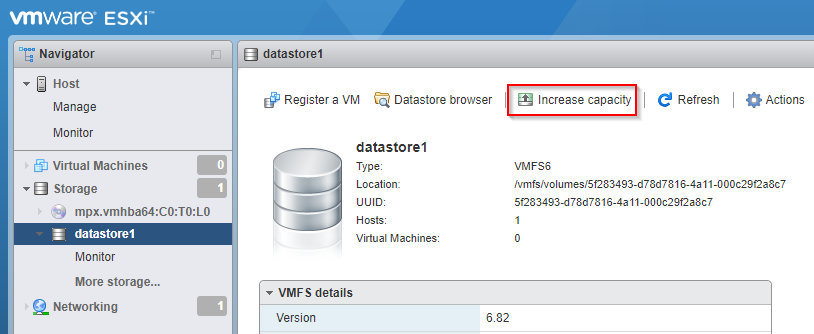 vmware® ESXi™
Navigator
Host
Manage
Monitor
Virtual Machines 0
Storage 1
mpx.vmhba64:C0:T0:L0
datastore1
Monitor
More storage...
Networking 1
datastore1
Register a VM Datastore browser Increase capacity Refresh Actions
datastore1
Type: VMFS6
Location: /vmfs/volumes/5f283493-d78d7816-4a11-000c29f2a8c7
UUID: 5f283493-d78d7816-4a11-000c29f2a8c7
Hosts: 1
Virtual Machines: 0
VMFS details
Version 6.82